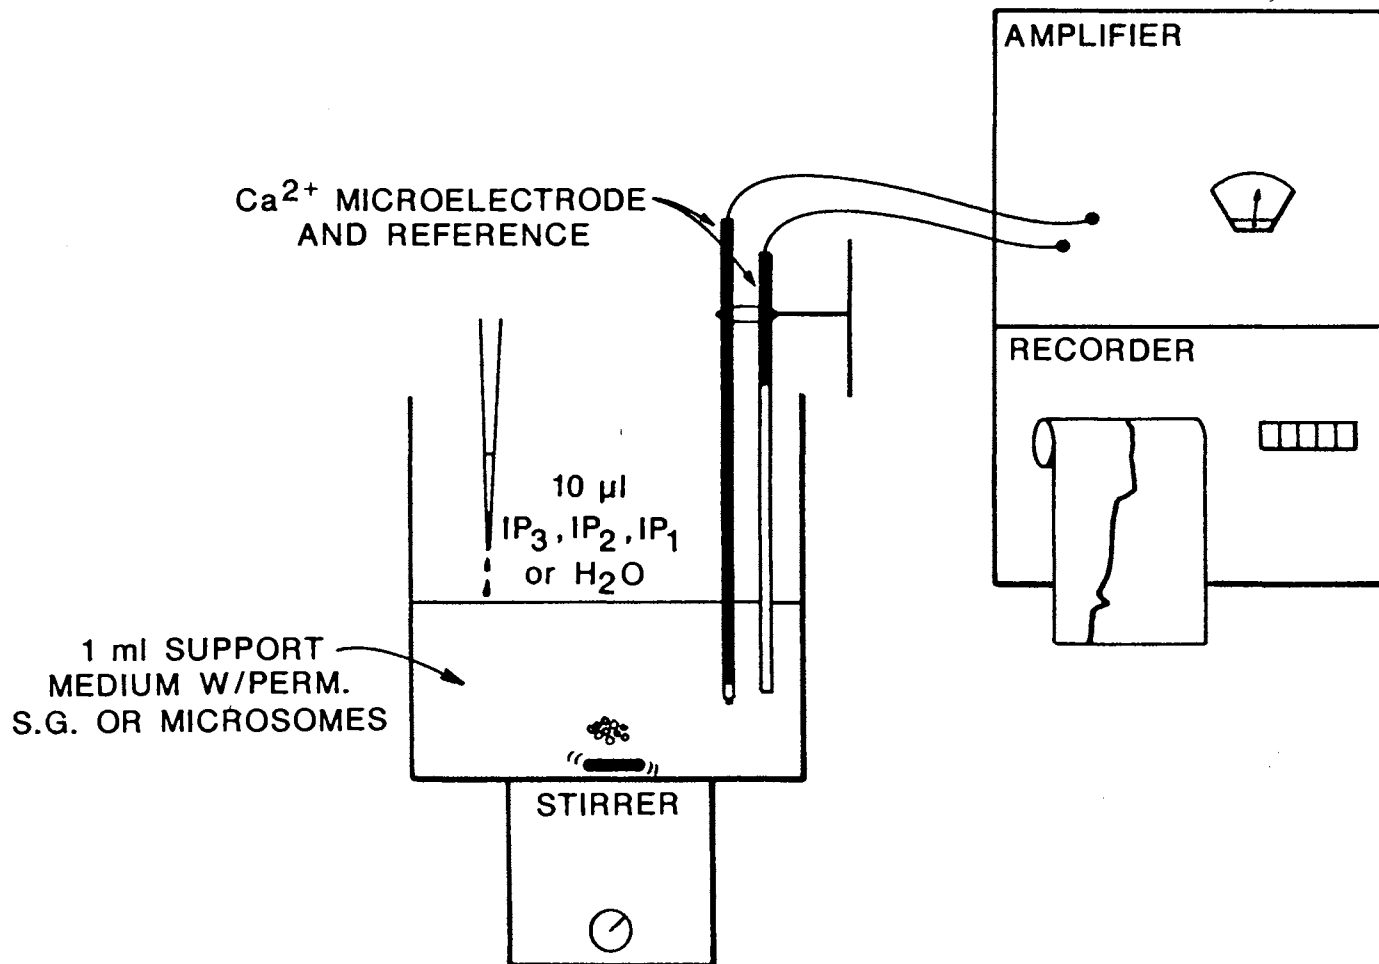 AMPLIFIER
Ca²⁺ MICROELECTRODE
AND REFERENCE
RECORDER
10 µl
IP₃, IP₂, IP₁
or H₂O
1 ml SUPPORT
MEDIUM W/PERM.
S.G. OR MICROSOMES
STIRRER